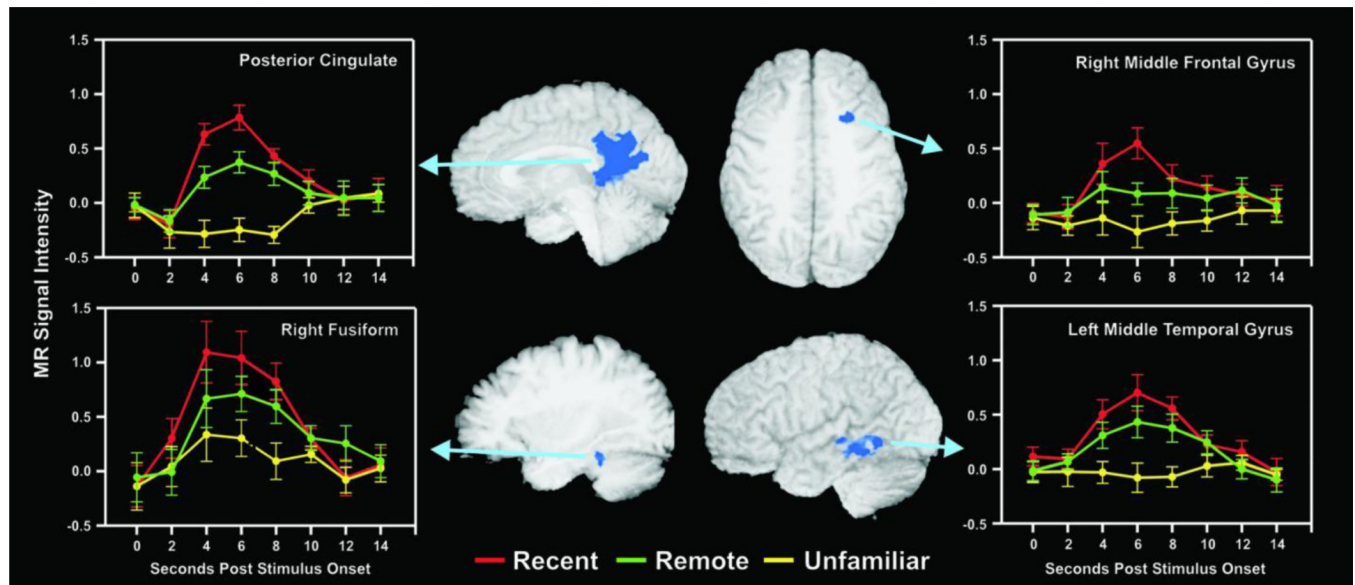 Posterior Cingulate
1.5
1.0
0.5
0.0
-0.5
0 2 4 6 8 10 12 14
Right Middle Frontal Gyrus
1.5
1.0
0.5
0.0
-0.5
0 2 4 6 8 10 12 14
MR Signal Intensity
Right Fusiform
1.5
1.0
0.5
0.0
-0.5
0 2 4 6 8 10 12 14
Seconds Post Stimulus Onset
Left Middle Temporal Gyrus
1.5
1.0
0.5
0.0
-0.5
0 2 4 6 8 10 12 14
Seconds Post Stimulus Onset
Recent Remote Unfamiliar